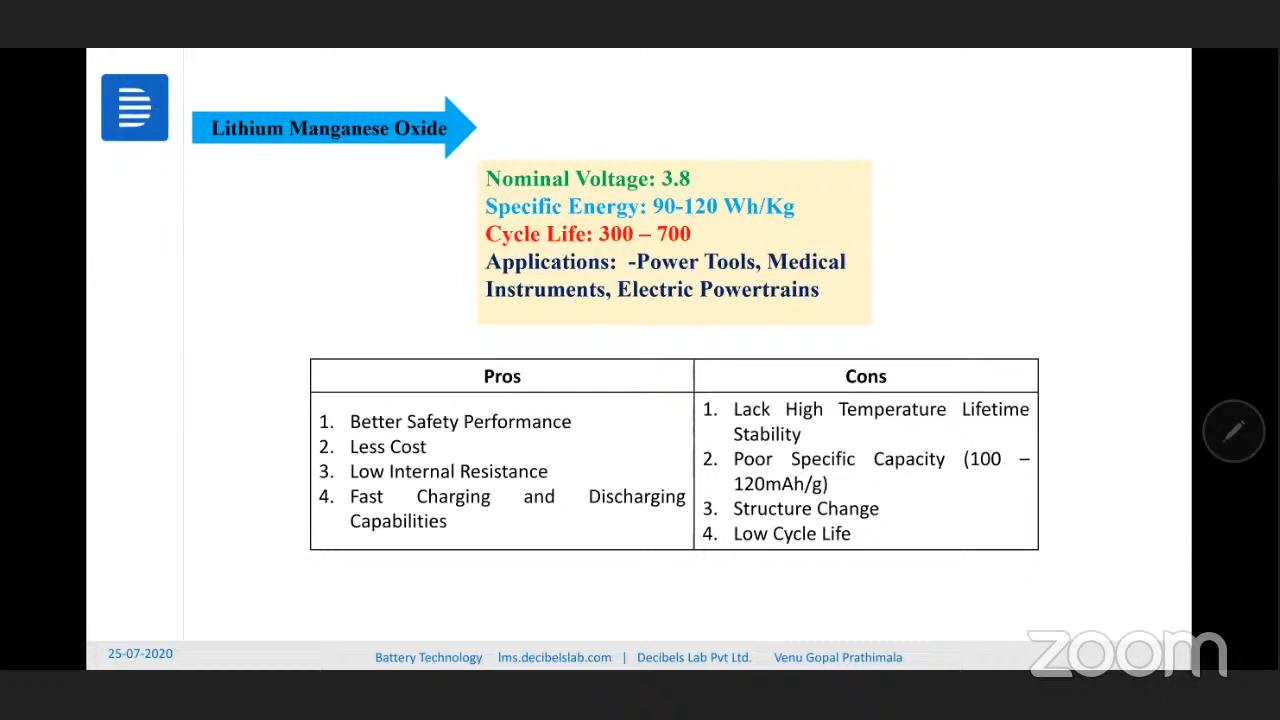 Lithium Manganese Oxide
Nominal Voltage: 3.8
Specific Energy: 90-120 Wh/Kg
Cycle Life: 300 – 700
Applications: -Power Tools, Medical
Instruments, Electric Powertrains
Pros
1. Better Safety Performance
2. Less Cost
3. Low Internal Resistance
4. Fast Charging and Discharging
Capabilities
Cons
1. Lack High Temperature Lifetime
Stability
2. Poor Specific Capacity (100 –
120mAh/g)
3. Structure Change
4. Low Cycle Life
25-07-2020
Battery Technology lms.decibelslab.com | Decibels Lab Pvt Ltd. Venu Gopal Prathimala
zoom